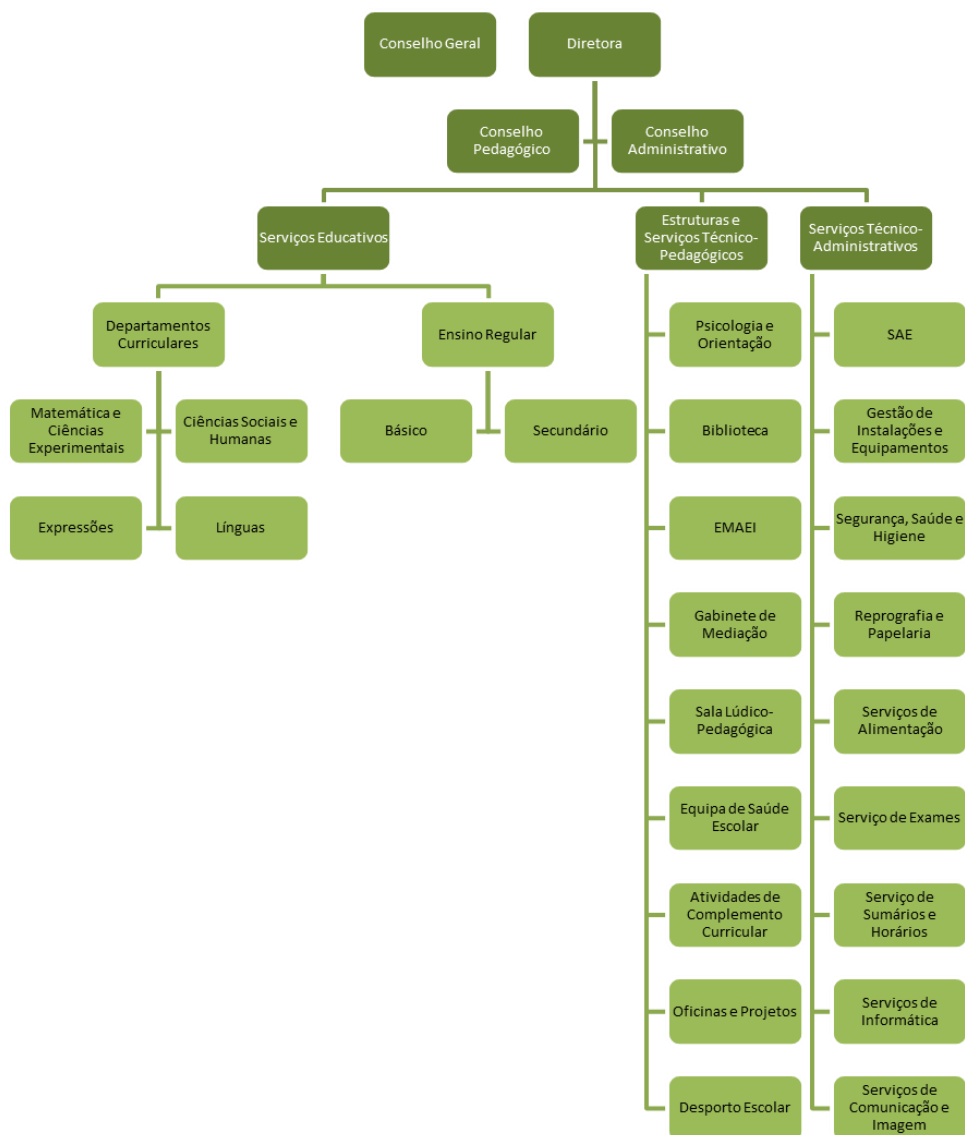 Conselho Geral
Diretora
Conselho
Pedagógico
Conselho
Administrativo
Serviços Educativos
Estruturas e
Serviços Técnico-
Pedagógicos
Serviços Técnico-
Administrativos
Departamentos
Curriculares
Ensino Regular
Matemática e
Ciências
Experimentais
Ciências Sociais e
Humanas
Expressões
Línguas
Básico
Secundário
Psicologia e
Orientação
Biblioteca
EMAEI
Gabinete de
Mediação
Sala Lúdico-
Pedagógica
Equipa de Saúde
Escolar
Atividades de
Complemento
Curricular
Oficinas e Projetos
Desporto Escolar
SAE
Gestão de
Instalações e
Equipamentos
Segurança, Saúde e
Higiene
Reprografia e
Papelaria
Serviços de
Alimentação
Serviço de Exames
Serviço de
Sumários e
Horários
Serviços de
Informática
Serviços de
Comunicação e
Imagem